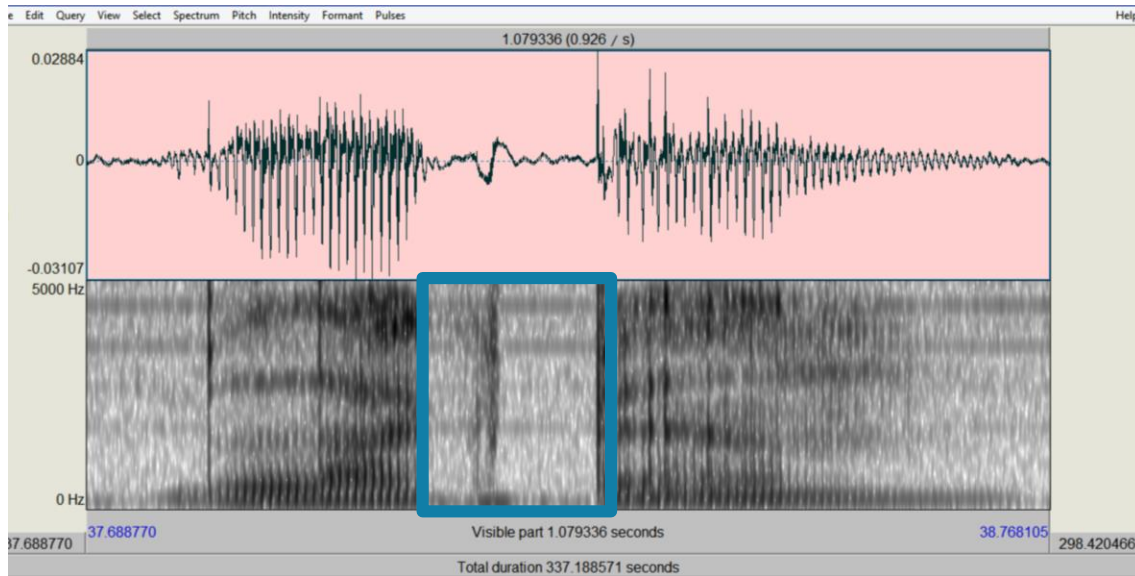 e Edit Query View Select Spectrum Pitch Intensity Formant Pulses Help
1.079336 (0.926 / s)
0.02884
0
-0.03107
5000 Hz
0 Hz
37.688770 Visible part 1.079336 seconds 38.768105
37.688770 298.420466
Total duration 337.188571 seconds